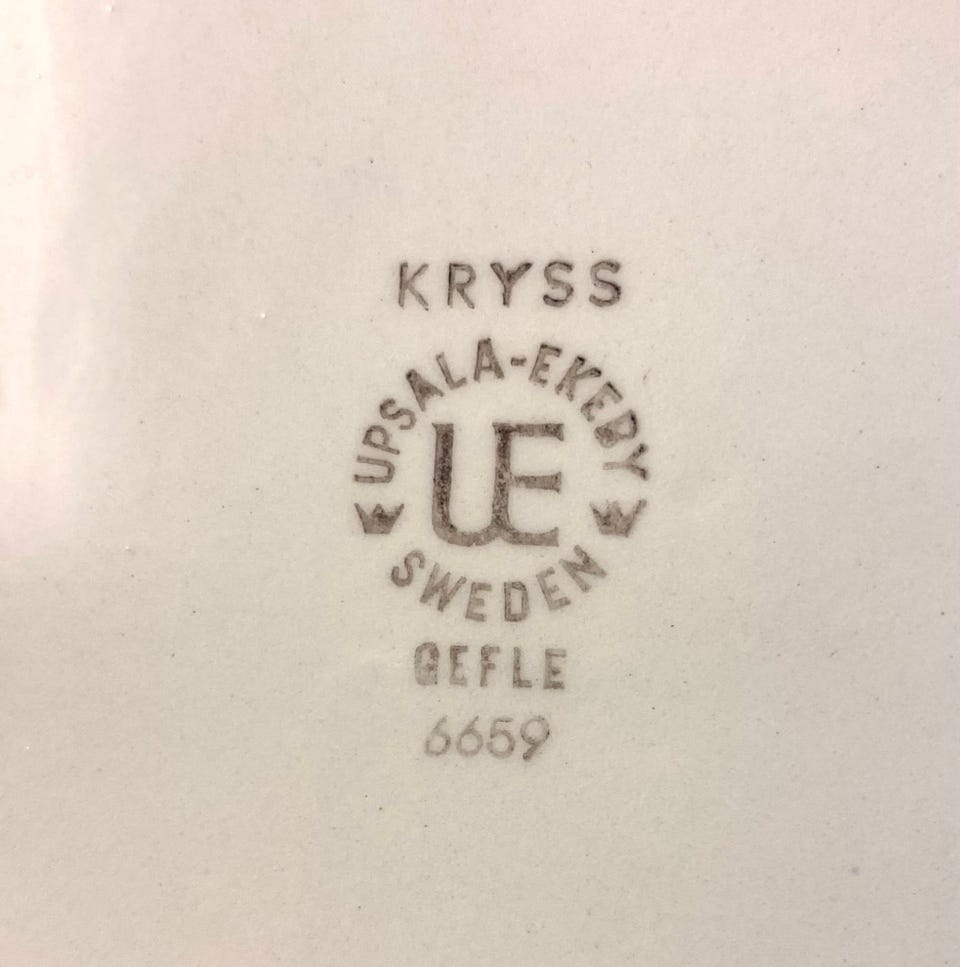 KRYSS
UPSALA-EKEBY
UE
SWEDEN
GEFLE
6659